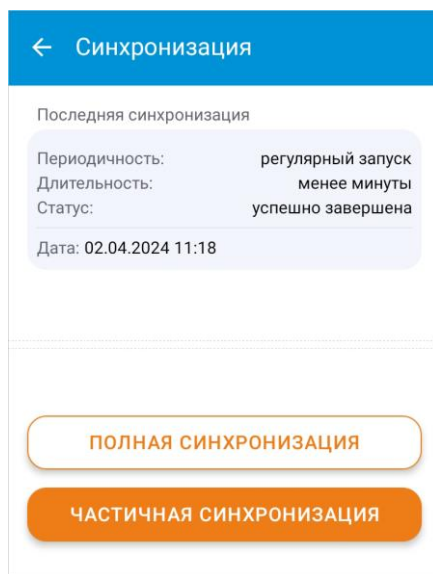 Синхронизация
Последняя синхронизация
Периодичность: регулярный запуск
Длительность: менее минуты
Статус: успешно завершена
Дата: 02.04.2024 11:18
ПОЛНАЯ СИНХРОНИЗАЦИЯ
ЧАСТИЧНАЯ СИНХРОНИЗАЦИЯ